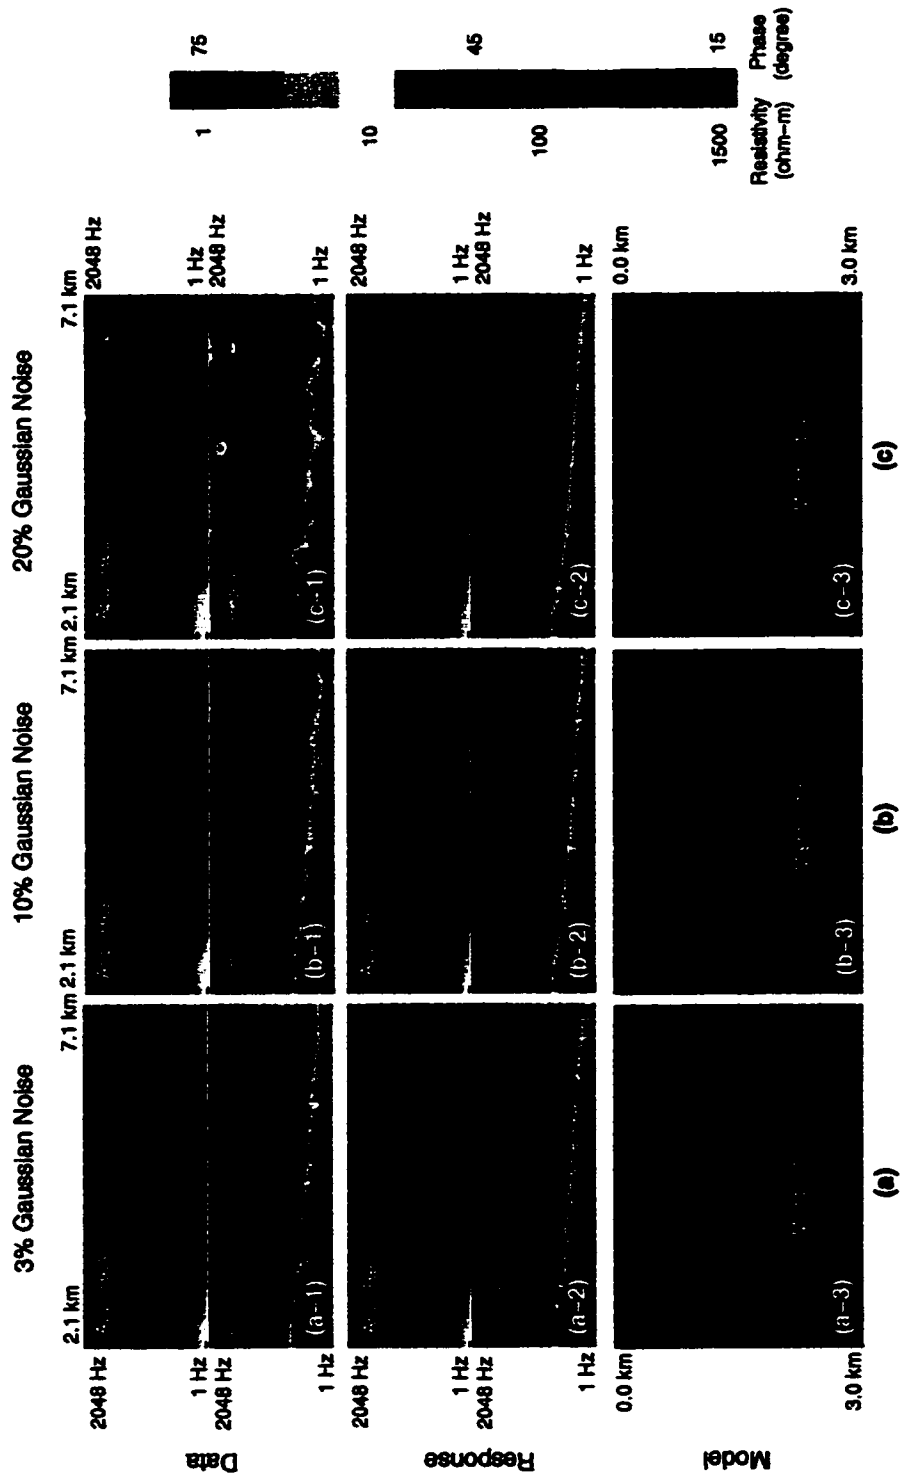 3% Gaussian Noise
10% Gaussian Noise
20% Gaussian Noise
2.1 km
7.1 km
2.1 km
7.1 km
2.1 km
7.1 km
Data
2048 Hz
1 Hz
2048 Hz
1 Hz
(a-1)
(b-1)
(c-1)
2048 Hz
1 Hz
2048 Hz
1 Hz
Response
2048 Hz
1 Hz
2048 Hz
1 Hz
(a-2)
(b-2)
(c-2)
2048 Hz
1 Hz
2048 Hz
1 Hz
Model
0.0 km
3.0 km
(a-3)
(b-3)
(c-3)
0.0 km
3.0 km
(a)
(b)
(c)
1
10
100
1500
Resistivity
(ohm-m)
75
45
15
Phase
(degree)